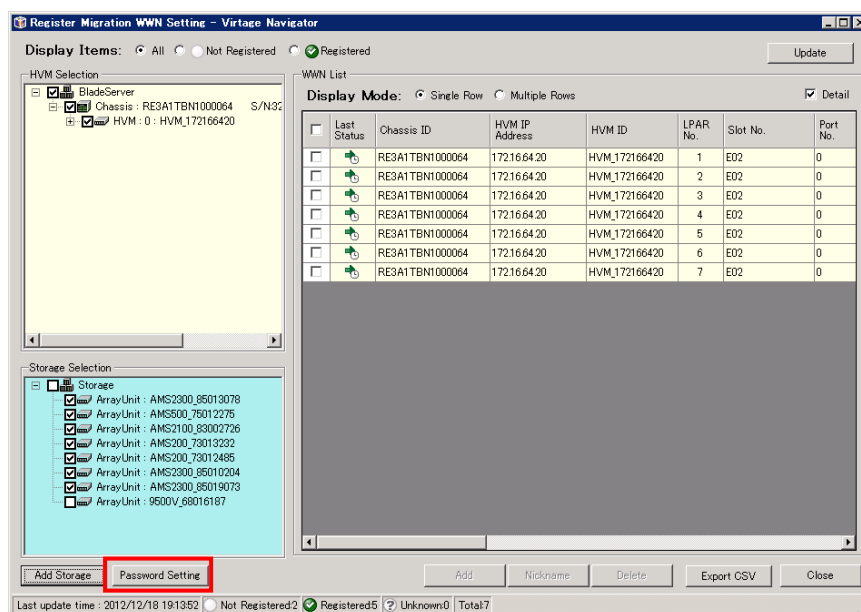 Register Migration WWN Setting - Virtage Navigator
Display Items: All Not Registered Registered
Update
HVM Selection
BladeServer
Chassis : RE3A1TBN1000064 S/N:32
HVM : 0 : HVM_172166420
WWN List
Display Mode: Single Row Multiple Rows
Detail
Last Status Chassis ID HVM IP Address HVM ID LPAR No. Slot No. Port No.
RE3A1TBN1000064 172.16.64.20 HVM_172166420 1 E02 0
RE3A1TBN1000064 172.16.64.20 HVM_172166420 2 E02 0
RE3A1TBN1000064 172.16.64.20 HVM_172166420 3 E02 0
RE3A1TBN1000064 172.16.64.20 HVM_172166420 4 E02 0
RE3A1TBN1000064 172.16.64.20 HVM_172166420 5 E02 0
RE3A1TBN1000064 172.16.64.20 HVM_172166420 6 E02 0
RE3A1TBN1000064 172.16.64.20 HVM_172166420 7 E02 0
Storage Selection
Storage
ArrayUnit : AMS2300_85013078
ArrayUnit : AMS500_75012275
ArrayUnit : AMS2100_83002726
ArrayUnit : AMS200_73013232
ArrayUnit : AMS200_73012485
ArrayUnit : AMS2300_85010204
ArrayUnit : AMS2300_85019073
ArrayUnit : 9500V_68016187
Add Storage Password Setting Add Nickname Delete Export CSV Close
Last update time : 2012/12/18 19:13:52 Not Registered:2 Registered:5 Unknown:0 Total:7